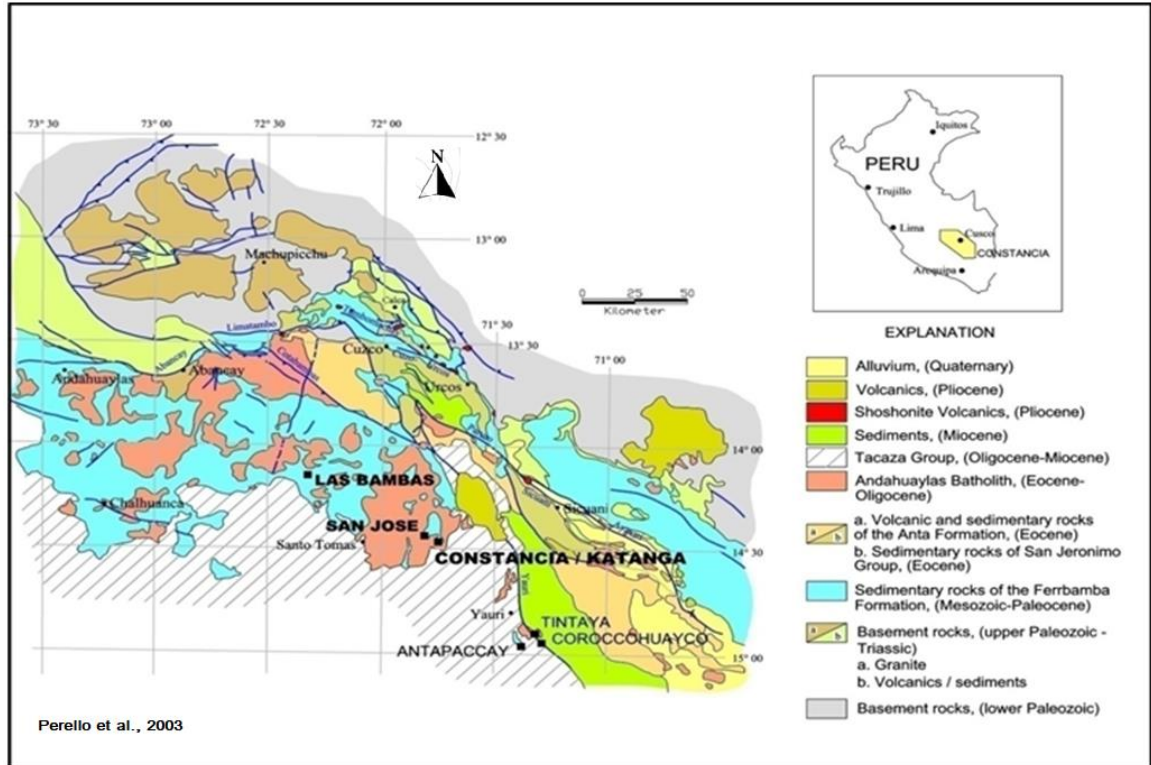 73° 30'
73° 00'
72° 30'
72° 00'
12° 30
N
13° 00
Machupicchu
Calca
0 25 50
Kilometer
Limatambo
71° 30'
13° 30
Cuzco
Urcos
71° 00'
Andahuaylas
Abancay
Abancay
Urcos
14° 00
LAS BAMBAS
Chalhuanca
Sicuani
SAN JOSE
Santo Tomas
CONSTANCIA / KATANGA
14° 30
Yauri
Yauri
TINTAYA
COROCCOHUAYCO
ANTAPACCAY
15° 00
Perello et al., 2003
Iquitos
PERU
Trujillo
Lima
Cusco
CONSTANCIA
Arequipa
EXPLANATION
Alluvium, (Quaternary)
Volcanics, (Pliocene)
Shoshonite Volcanics, (Pliocene)
Sediments, (Miocene)
Tacaza Group, (Oligocene-Miocene)
Andahuaylas Batholith, (Eocene-
Oligocene)
a b
a. Volcanic and sedimentary rocks
of the Anta Formation, (Eocene)
b. Sedimentary rocks of San Jeronimo
Group, (Eocene)
Sedimentary rocks of the Ferrbamba
Formation, (Mesozoic-Paleocene)
a b
Basement rocks, (upper Paleozoic -
Triassic)
a. Granite
b. Volcanics / sediments
Basement rocks, (lower Paleozoic)